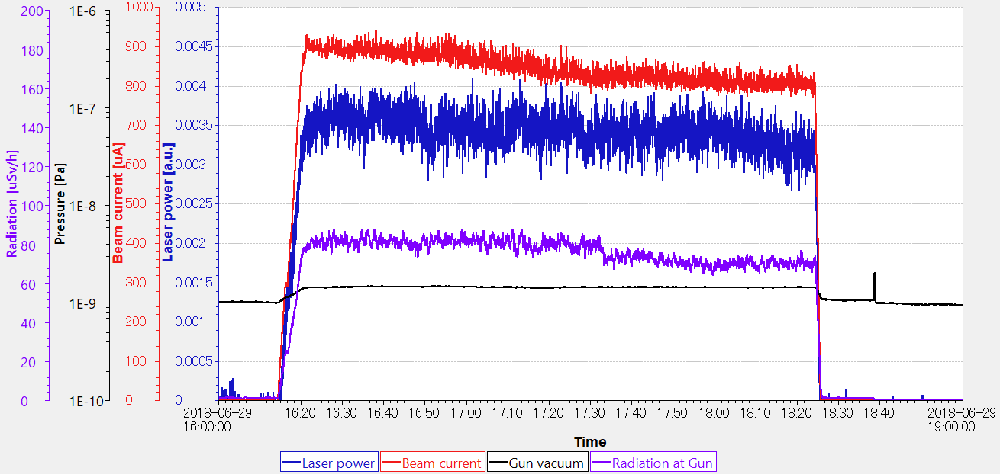 Radiation [uSv/h]
200
180
160
140
120
100
80
60
40
20
0
Pressure [Pa]
1E-6
1E-7
1E-8
1E-9
1E-10
Beam current [uA]
1000
900
800
700
600
500
400
300
200
100
0
Laser power [a.u.]
0.005
0.0045
0.004
0.0035
0.003
0.0025
0.002
0.0015
0.001
0.0005
0
2018-06-29 16:20 16:30 16:40 16:50 17:00 17:10 17:20 17:30 17:40 17:50 18:00 18:10 18:20 18:30 18:40 2018-06-29
16:00:00 19:00:00
Time
Laser power Beam current Gun vacuum Radiation at Gun